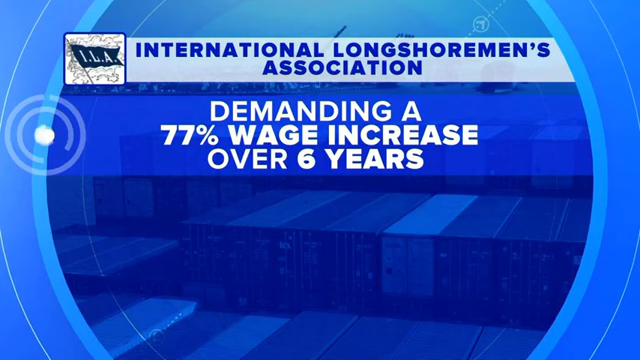 I.L.A.
INTERNATIONAL LONGSHOREMEN'S
ASSOCIATION
DEMANDING A
77% WAGE INCREASE
OVER 6 YEARS